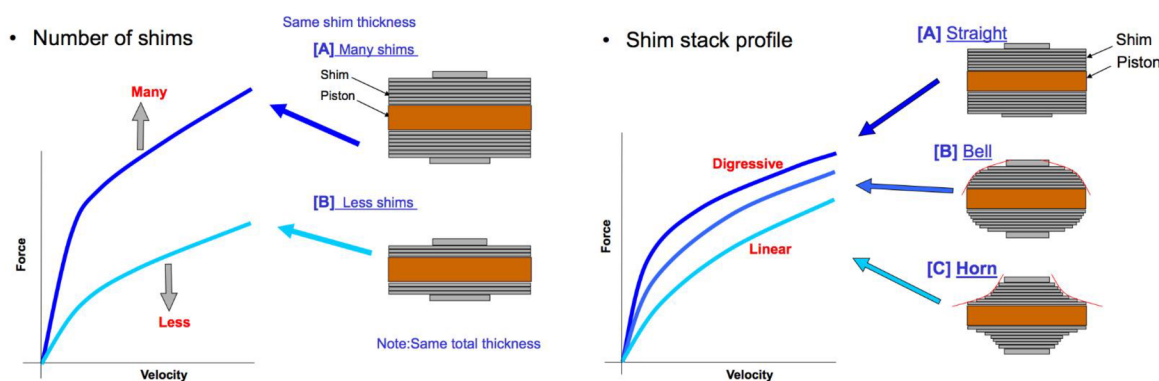 • Number of shims
Same shim thickness
[A] Many shims
Shim
Piston
Many
[B] Less shims
Less
Note:Same total thickness
Force
Velocity
• Shim stack profile
[A] Straight
Shim
Piston
[B] Bell
Digressive
Linear
[C] Horn
Force
Velocity